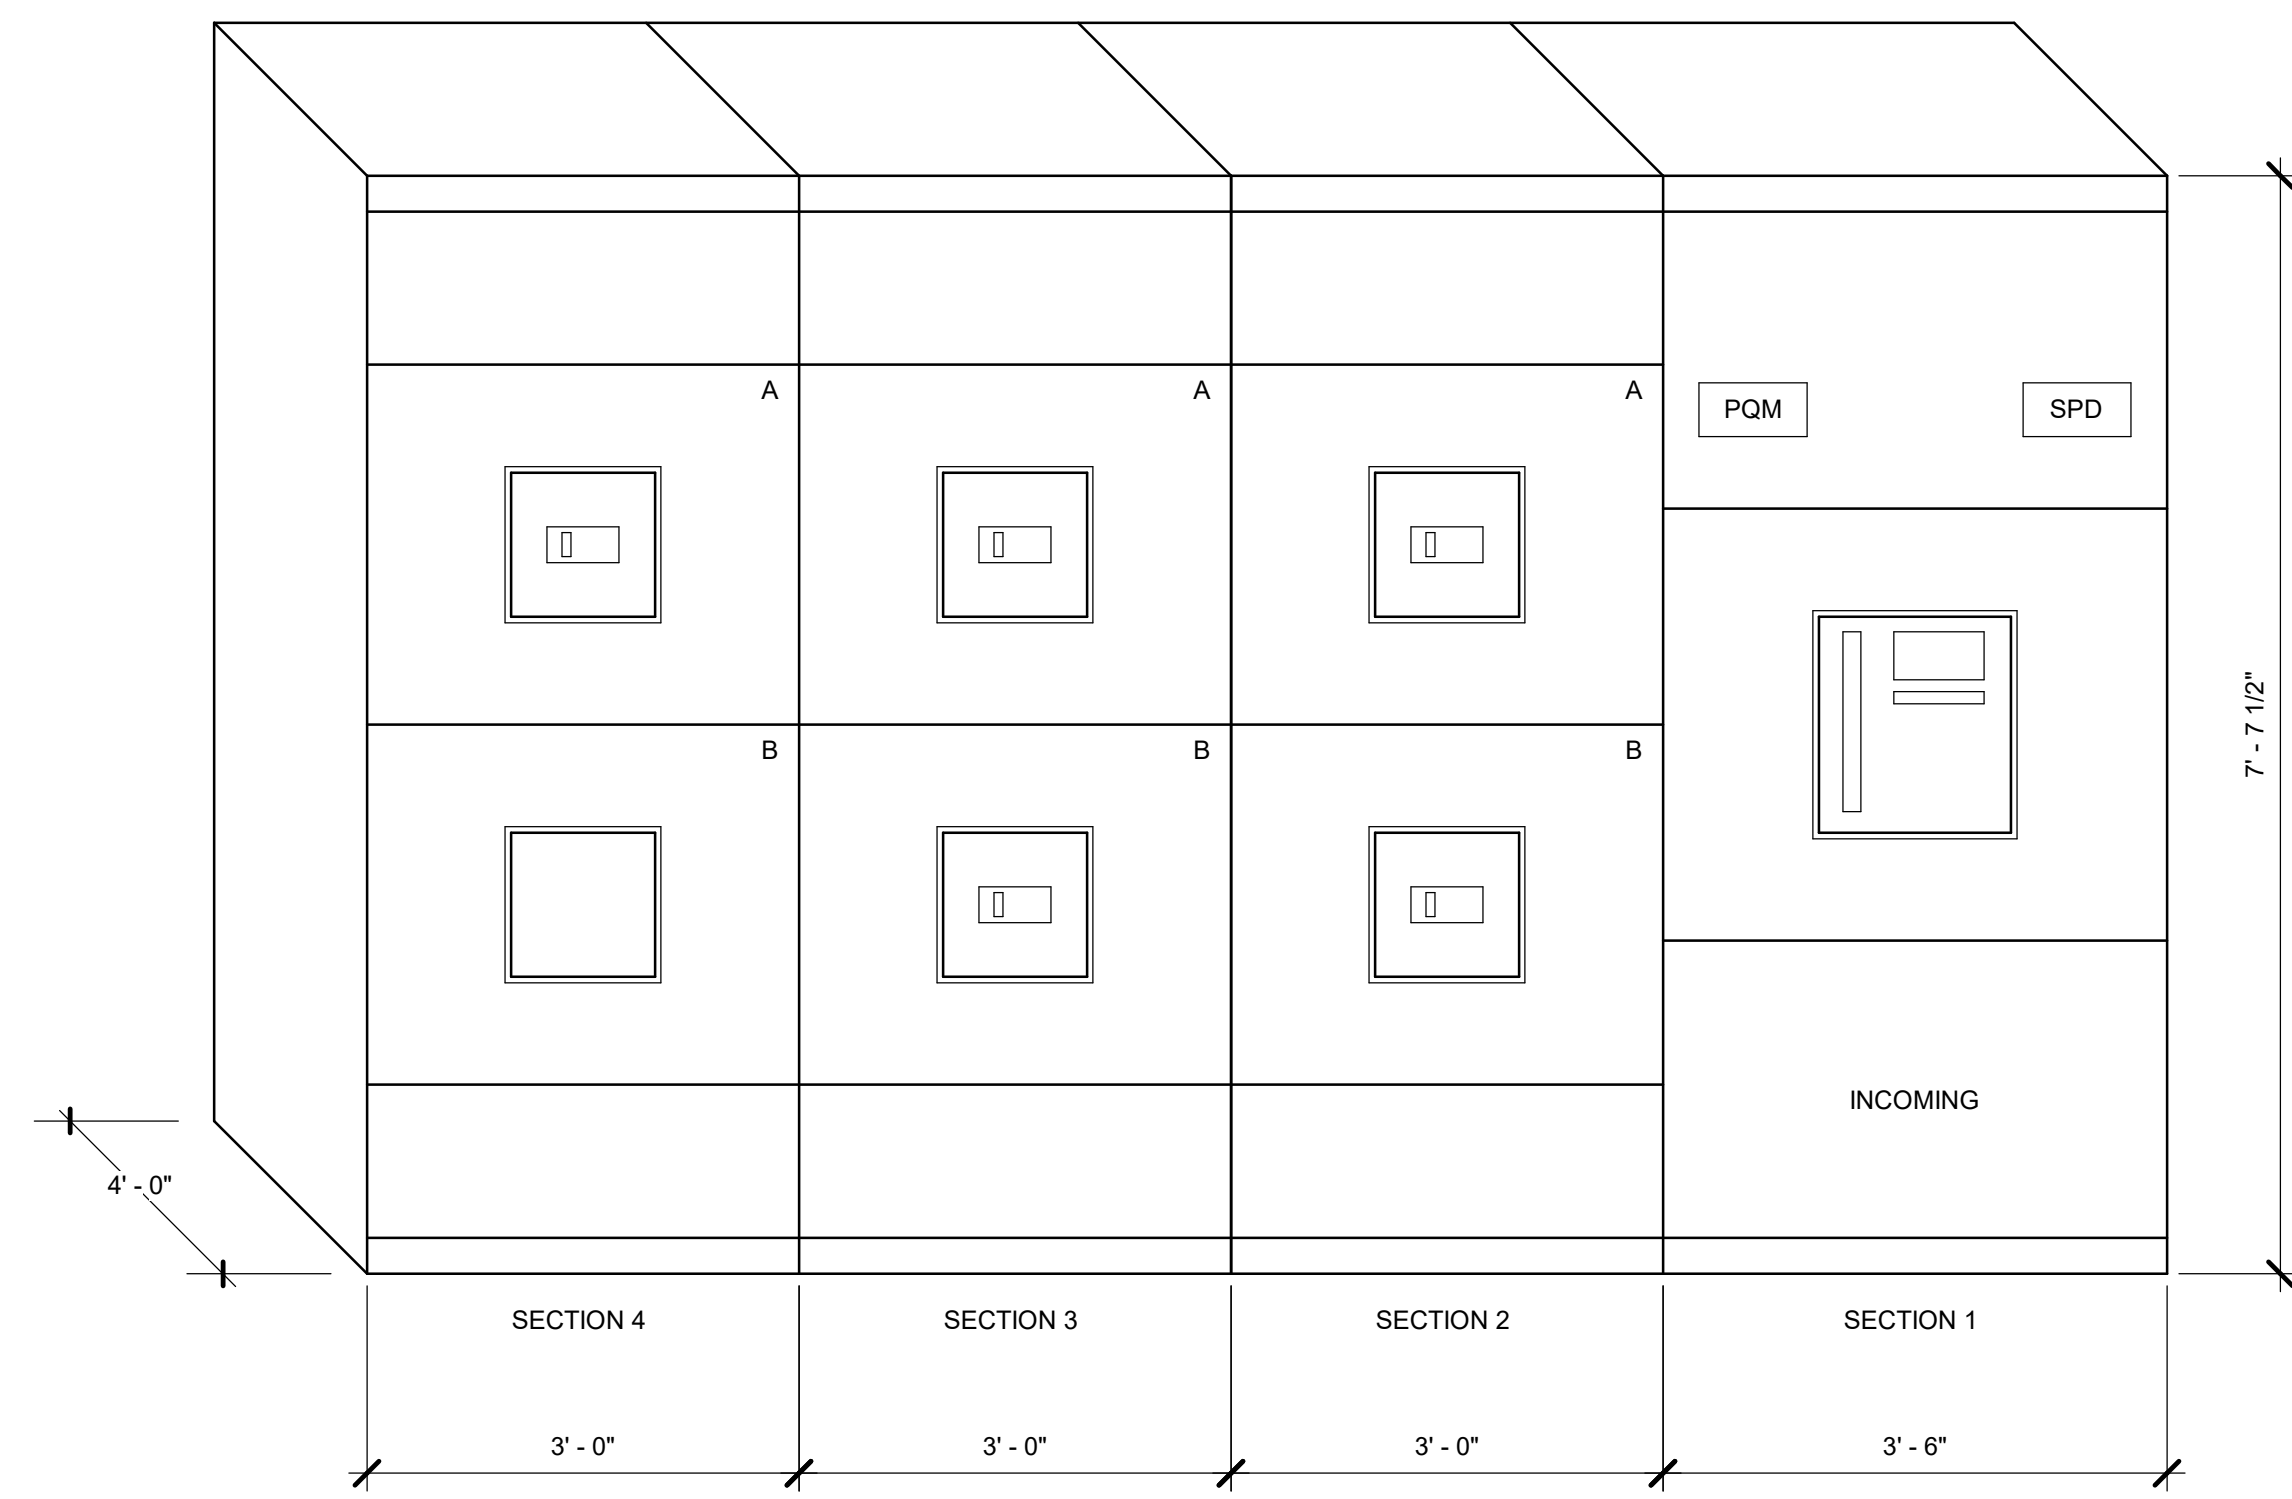 A
A
A
PQM
SPD
B
B
B
7' - 7 1/2"
INCOMING
4' - 0"
SECTION 4
SECTION 3
SECTION 2
SECTION 1
3' - 0"
3' - 0"
3' - 0"
3' - 6"